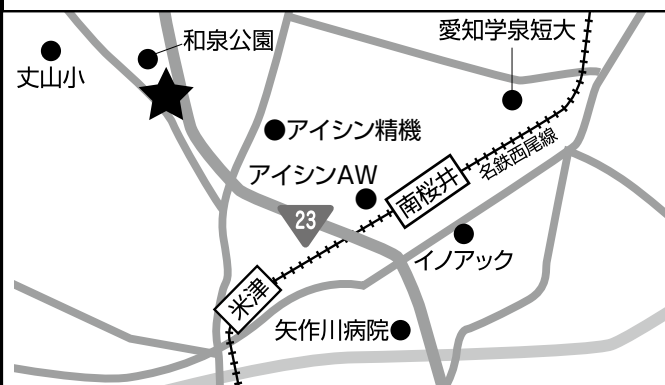 愛知学泉短大
和泉公園
丈山小
アイシン精機
アイシンAW
南桜井
名鉄西尾線
23
イノアック
米津
矢作川病院